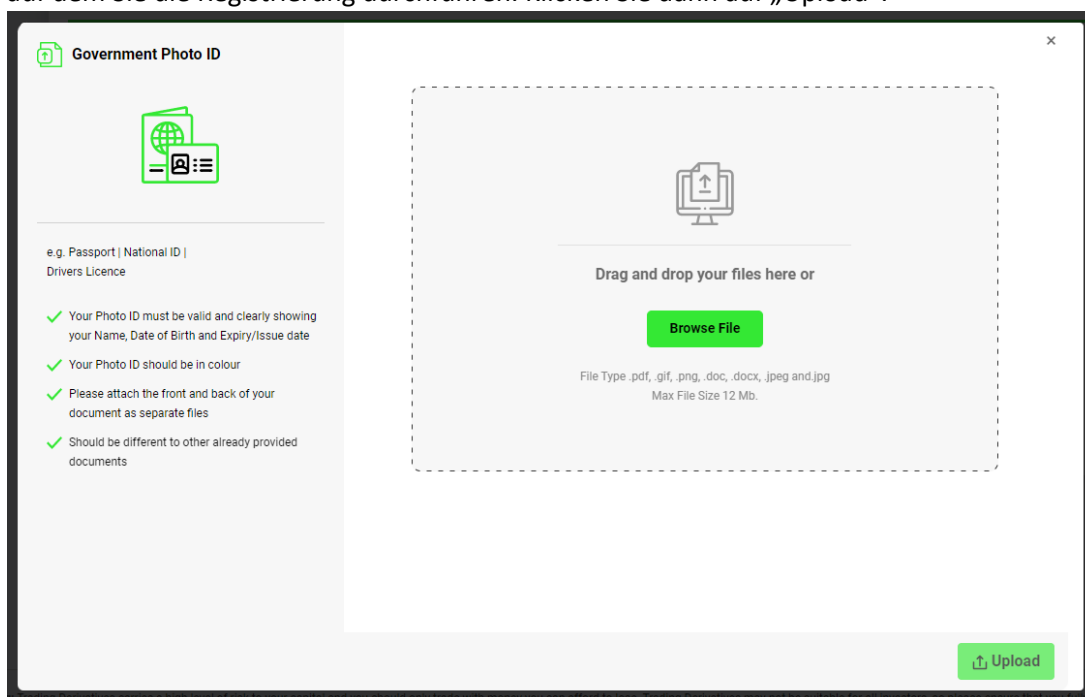 auf dem Sie die Registrierung durchführen. Klicken Sie dann auf „Upload“.
Government Photo ID
×
e.g. Passport | National ID |
Drivers Licence
Your Photo ID must be valid and clearly showing
your Name, Date of Birth and Expiry/Issue date
Your Photo ID should be in colour
Please attach the front and back of your
document as separate files
Should be different to other already provided
documents
Drag and drop your files here or
Browse File
File Type .pdf, .gif, .png, .doc, .docx, .jpeg and.jpg
Max File Size 12 Mb.
Upload